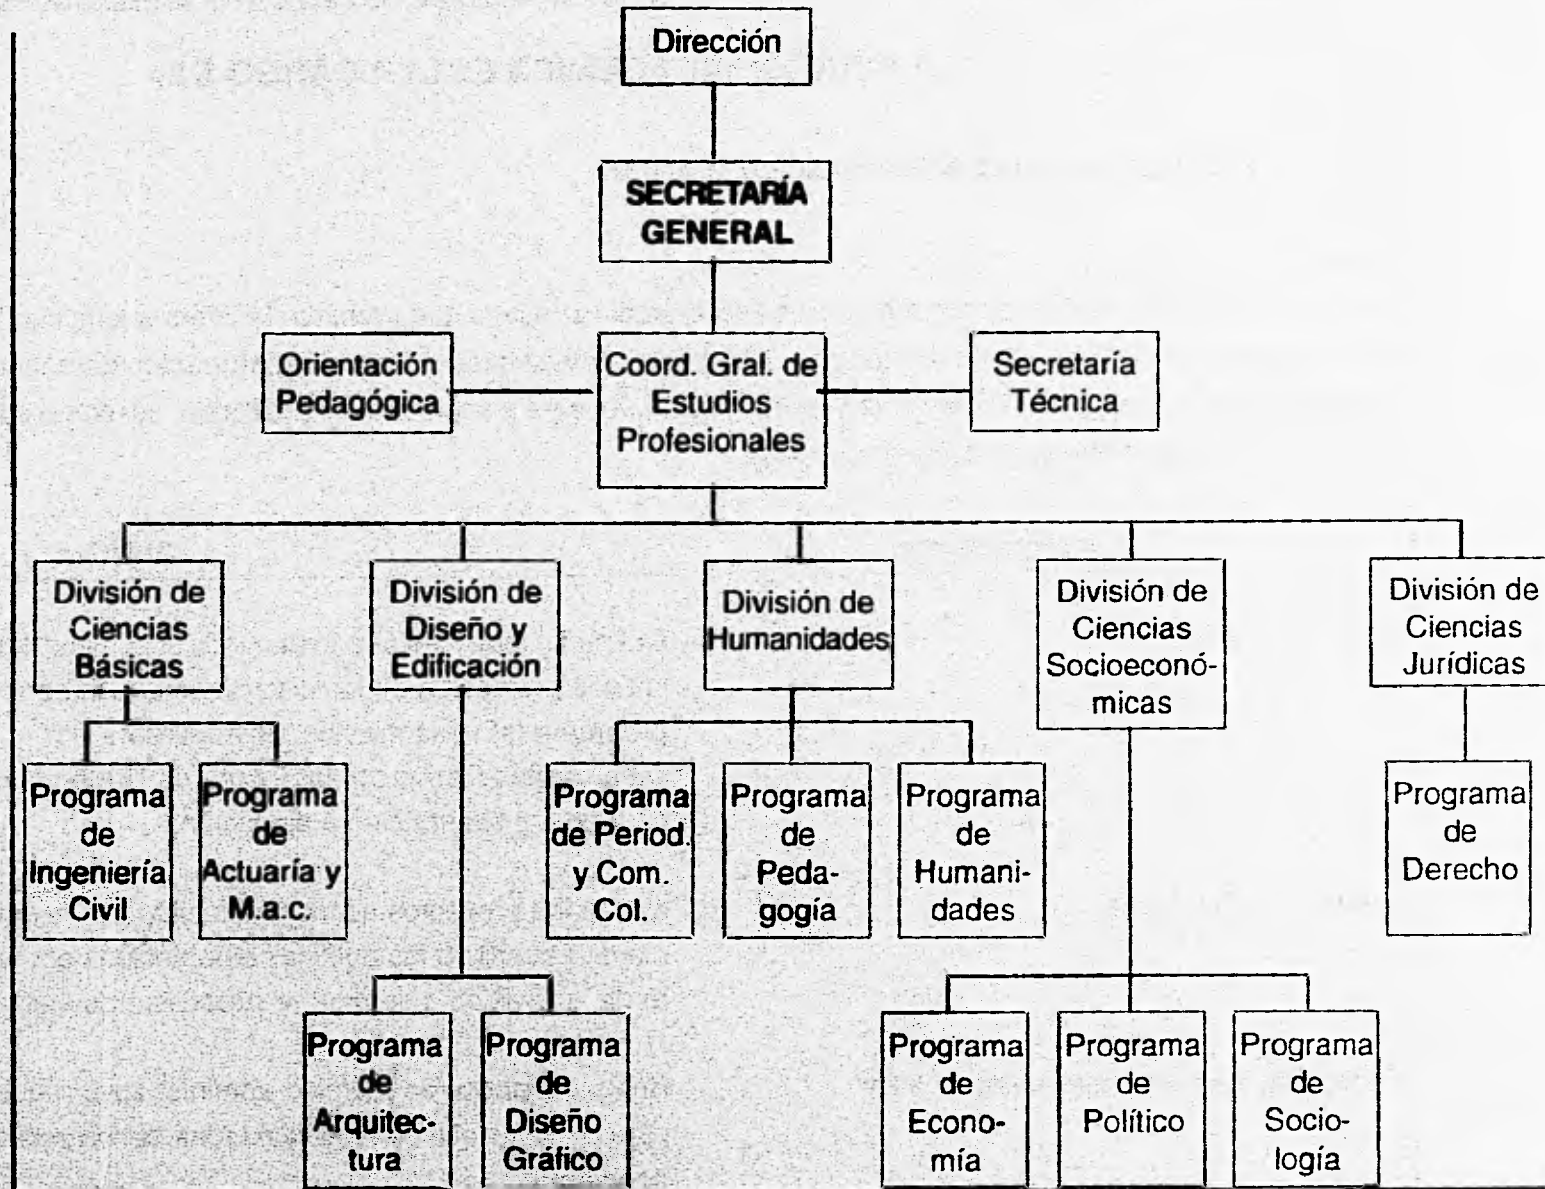 Dirección
SECRETARÍA
GENERAL
Orientación
Pedagógica
Coord. Gral. de
Estudios
Profesionales
Secretaría
Técnica
División de
Ciencias
Básicas
División de
Diseño y
Edificación
División de
Humanidades
División de
Ciencias
Socioeconó-
micas
División de
Ciencias
Jurídicas
Programa
de
Ingeniería
Civil
Programa
de
Actuaría y
M.a.c.
Programa
de Period.
y Com.
Col.
Programa
de
Peda-
gogía
Programa
de
Humani-
dades
Programa
de
Derecho
Programa
de
Arquitec-
tura
Programa
de
Diseño
Gráfico
Programa
de
Econo-
mía
Programa
de
Político
Programa
de
Socio-
logía